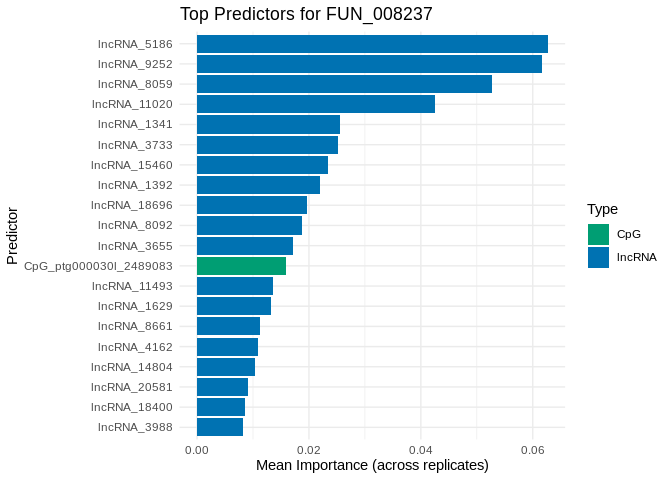 Top Predictors for FUN_008237
Predictor
lncRNA_5186
lncRNA_9252
lncRNA_8059
lncRNA_11020
lncRNA_1341
lncRNA_3733
lncRNA_15460
lncRNA_1392
lncRNA_18696
lncRNA_8092
lncRNA_3655
CpG_ptg000030l_2489083
lncRNA_11493
lncRNA_1629
lncRNA_8661
lncRNA_4162
lncRNA_14804
lncRNA_20581
lncRNA_18400
lncRNA_3988
0.00 0.02 0.04 0.06
Mean Importance (across replicates)
Type
CpG
lncRNA